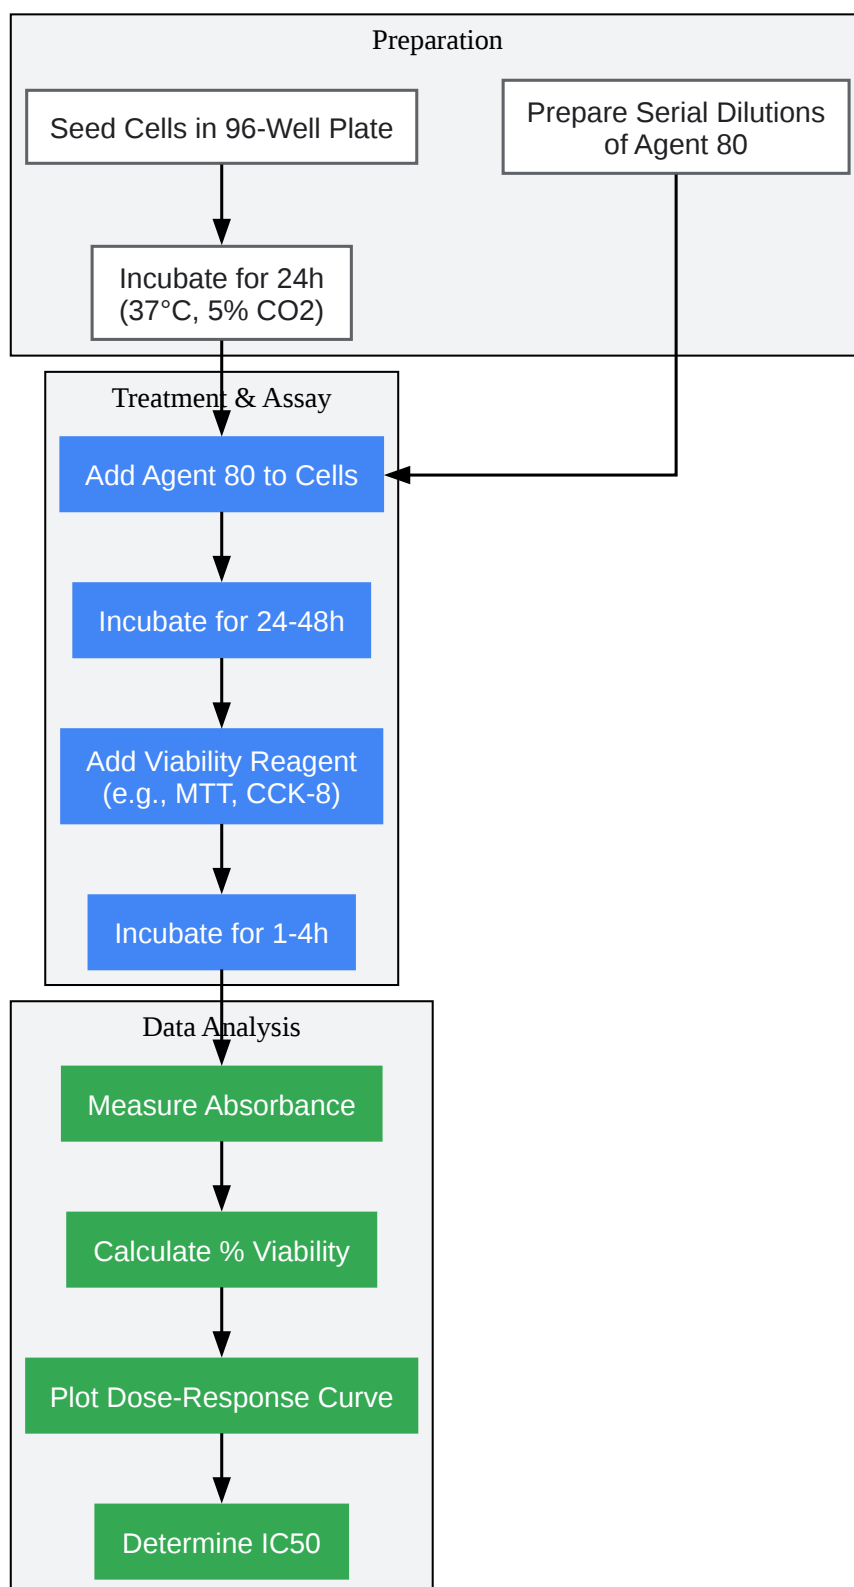 Preparation
Seed Cells in 96-Well Plate
Prepare Serial Dilutions
of Agent 80
Incubate for 24h
(37°C, 5% CO2)
Treatment & Assay
Add Agent 80 to Cells
Incubate for 24-48h
Add Viability Reagent
(e.g., MTT, CCK-8)
Incubate for 1-4h
Data Analysis
Measure Absorbance
Calculate % Viability
Plot Dose-Response Curve
Determine IC50